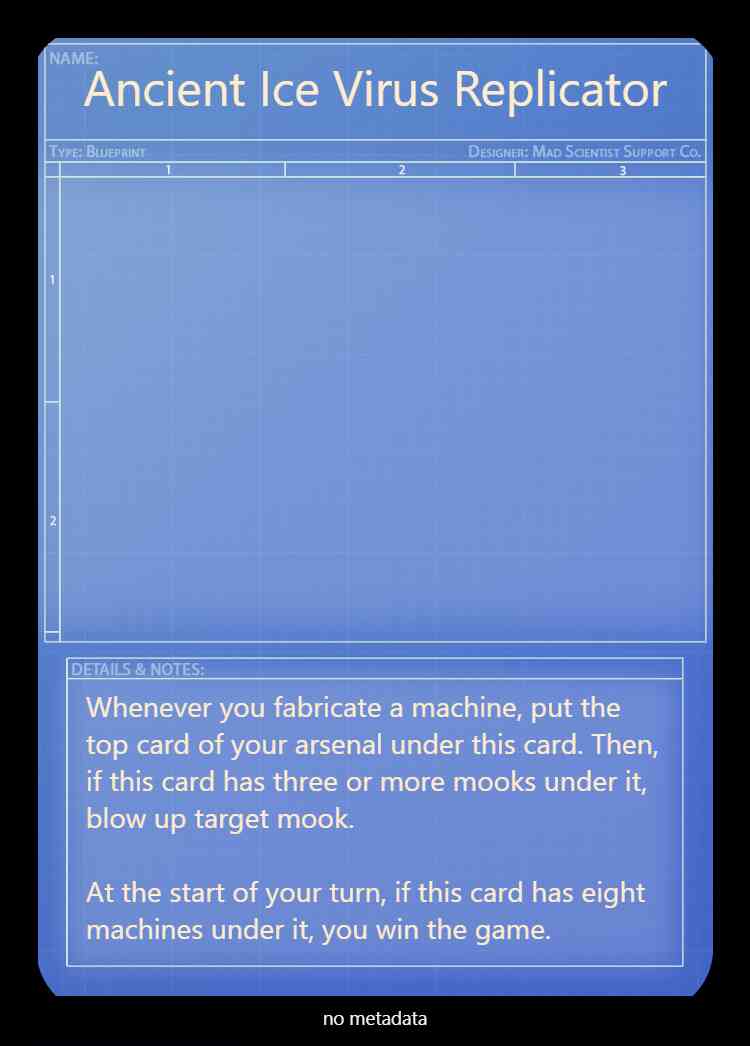 NAME:
Ancient Ice Virus Replicator
Type: Blueprint
Designer: Mad Scientist Support Co.
1 2 3
1
2
DETAILS & NOTES:
Whenever you fabricate a machine, put the
top card of your arsenal under this card. Then,
if this card has three or more mooks under it,
blow up target mook.
At the start of your turn, if this card has eight
machines under it, you win the game.
no metadata